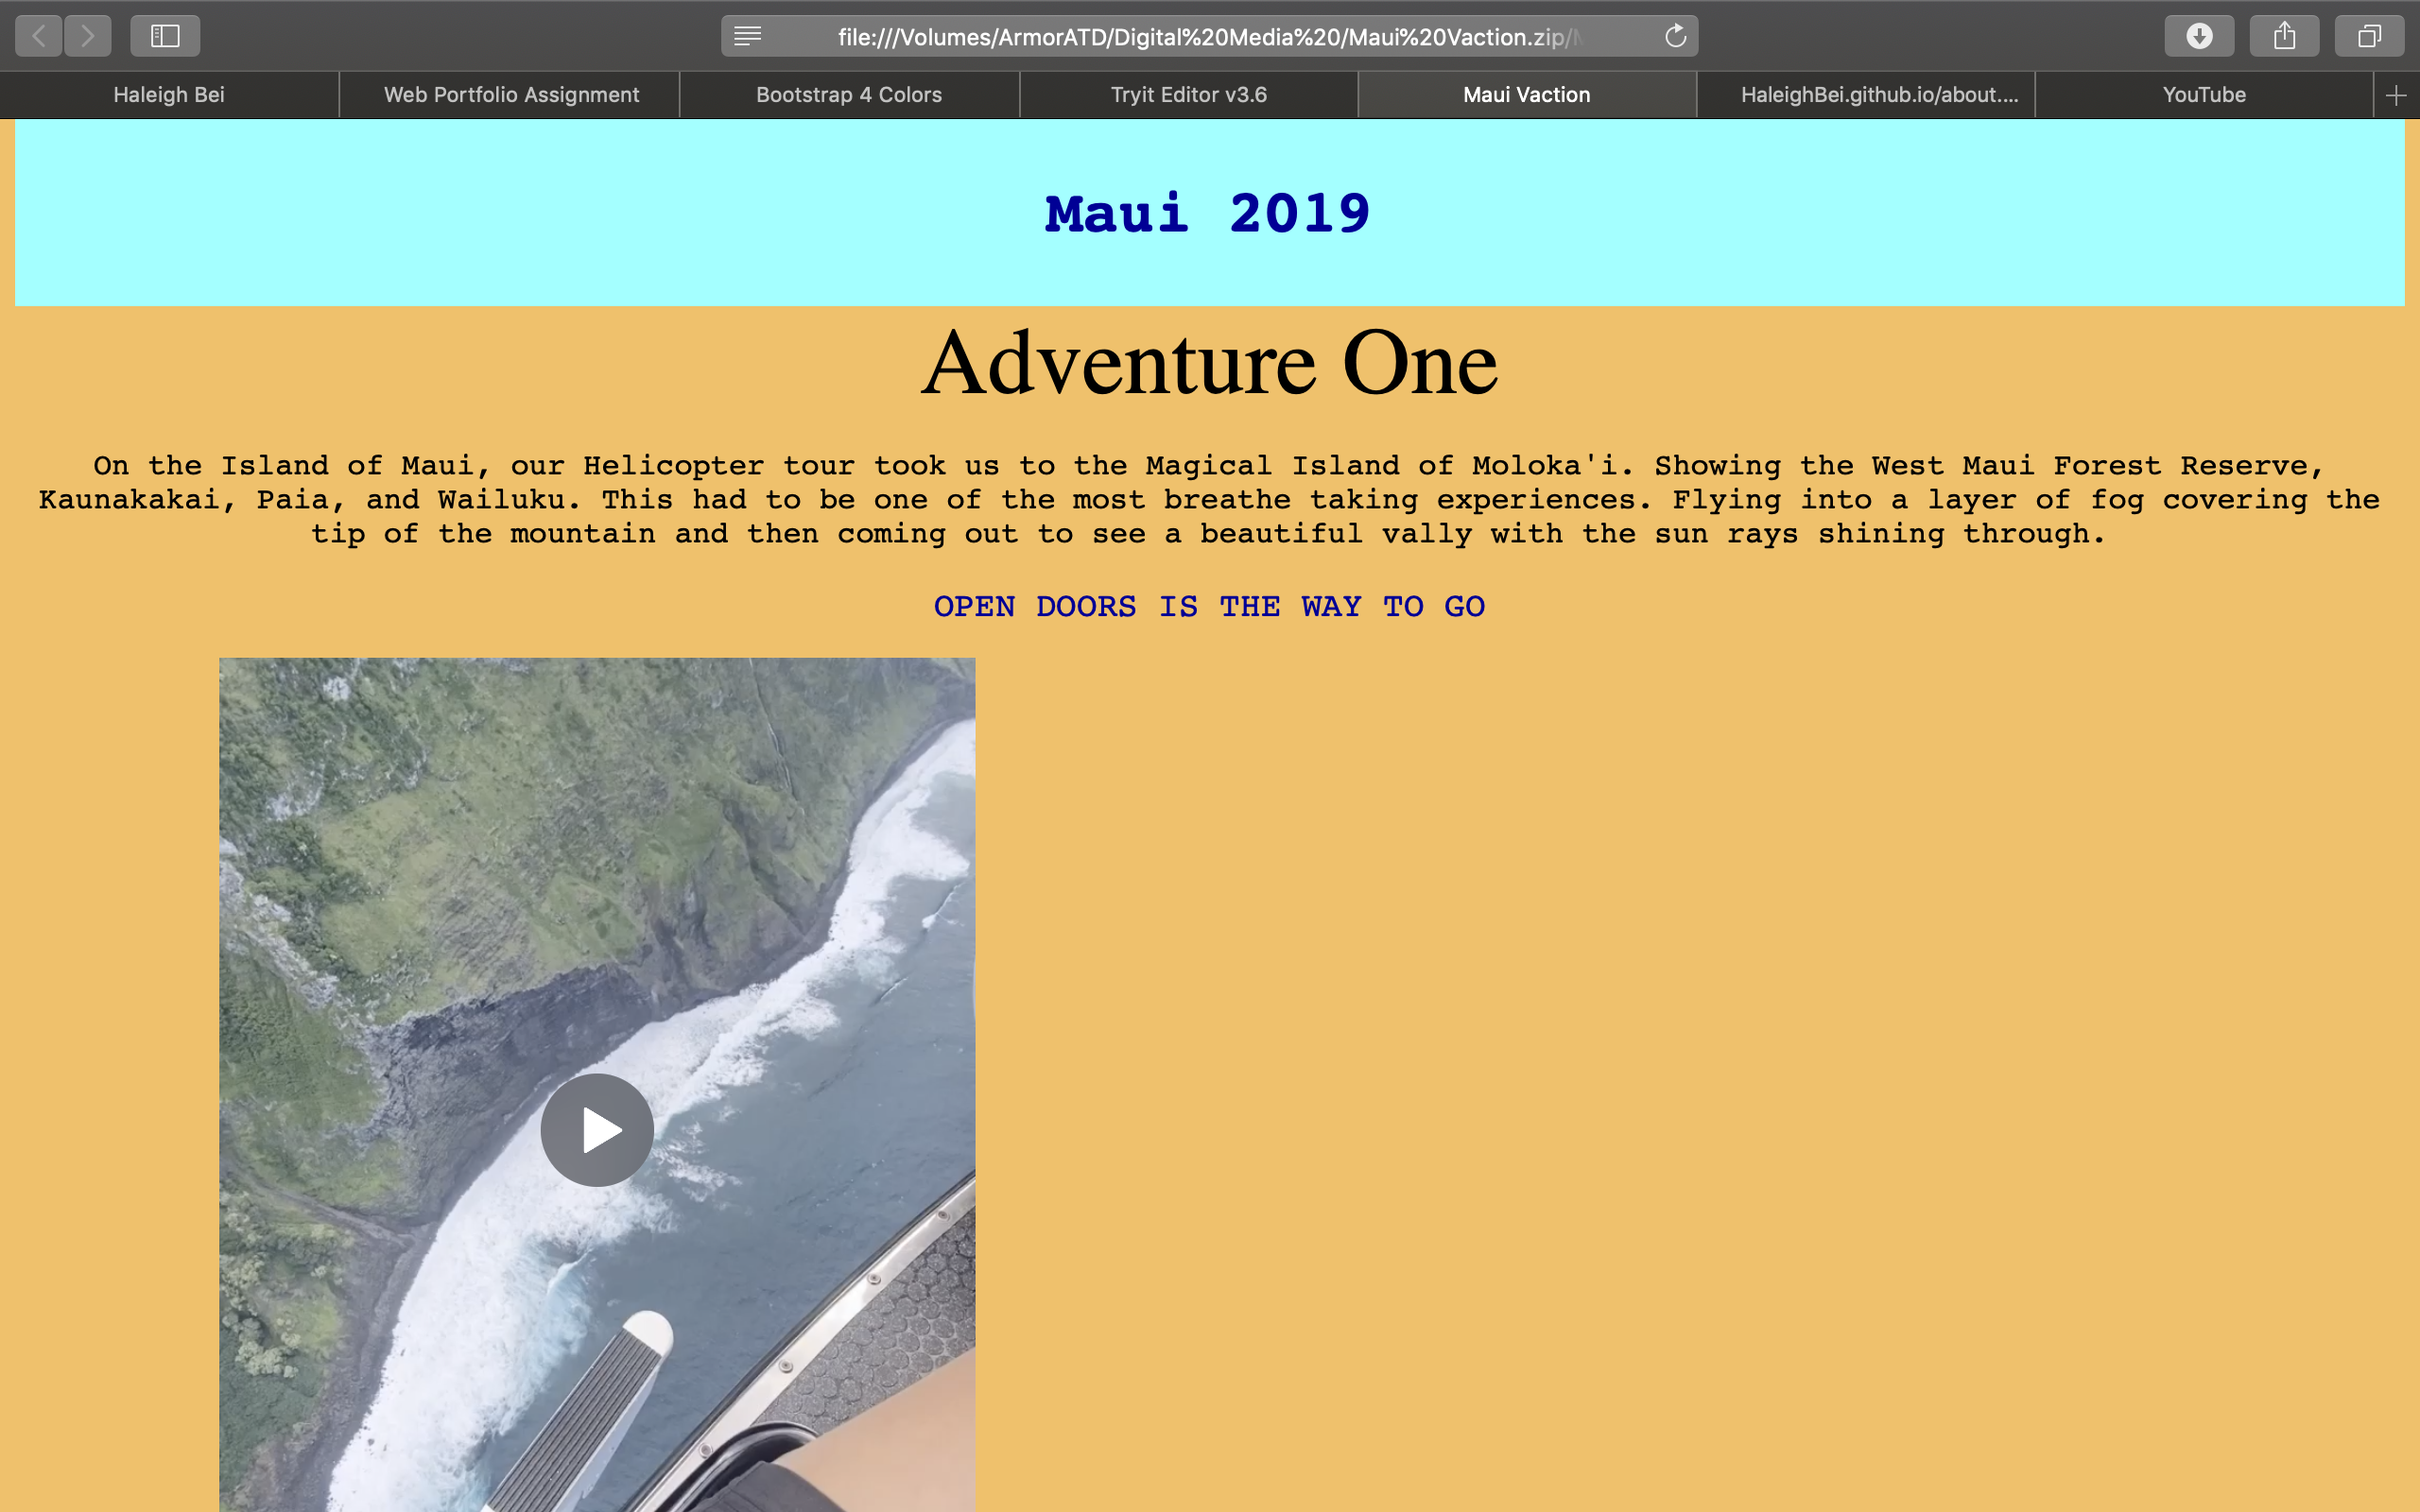 file:///Volumes/ArmorATD/Digital%20Media%20/Maui%20Vaction.zip/
Haleigh Bei
Web Portfolio Assignment
Bootstrap 4 Colors
Tryit Editor v3.6
Maui Vaction
HaleighBei.github.io/about....
YouTube
Maui 2019
Adventure One
On the Island of Maui, our Helicopter tour took us to the Magical Island of Moloka'i. Showing the West Maui Forest Reserve,
Kaunakakai, Paia, and Wailuku. This had to be one of the most breathe taking experiences. Flying into a layer of fog covering the
tip of the mountain and then coming out to see a beautiful vally with the sun rays shining through.
OPEN DOORS IS THE WAY TO GO